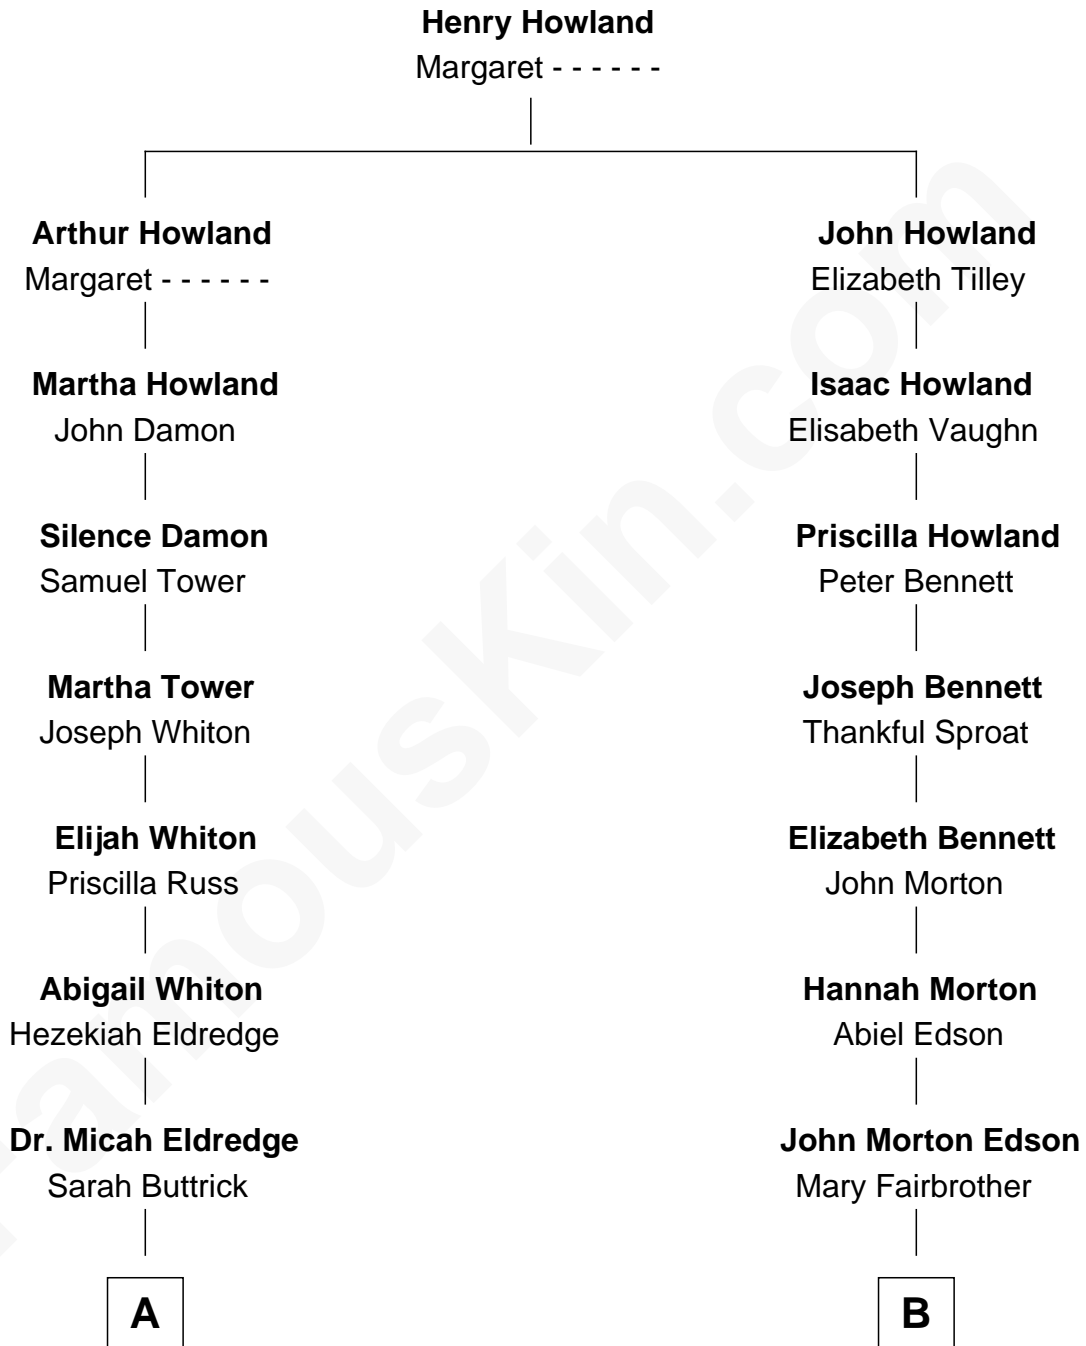 Henry Howland
Margaret - - - - - -
Arthur Howland
Margaret - - - - - -
Martha Howland
John Damon
Silence Damon
Samuel Tower
Martha Tower
Joseph Whiton
Elijah Whiton
Priscilla Russ
Abigail Whiton
Hezekiah Eldredge
Dr. Micah Eldredge
Sarah Buttrick
A
John Howland
Elizabeth Tilley
Isaac Howland
Elisabeth Vaughn
Priscilla Howland
Peter Bennett
Joseph Bennett
Thankful Sproat
Elizabeth Bennett
John Morton
Hannah Morton
Abiel Edson
John Morton Edson
Mary Fairbrother
B
FamousKin.com